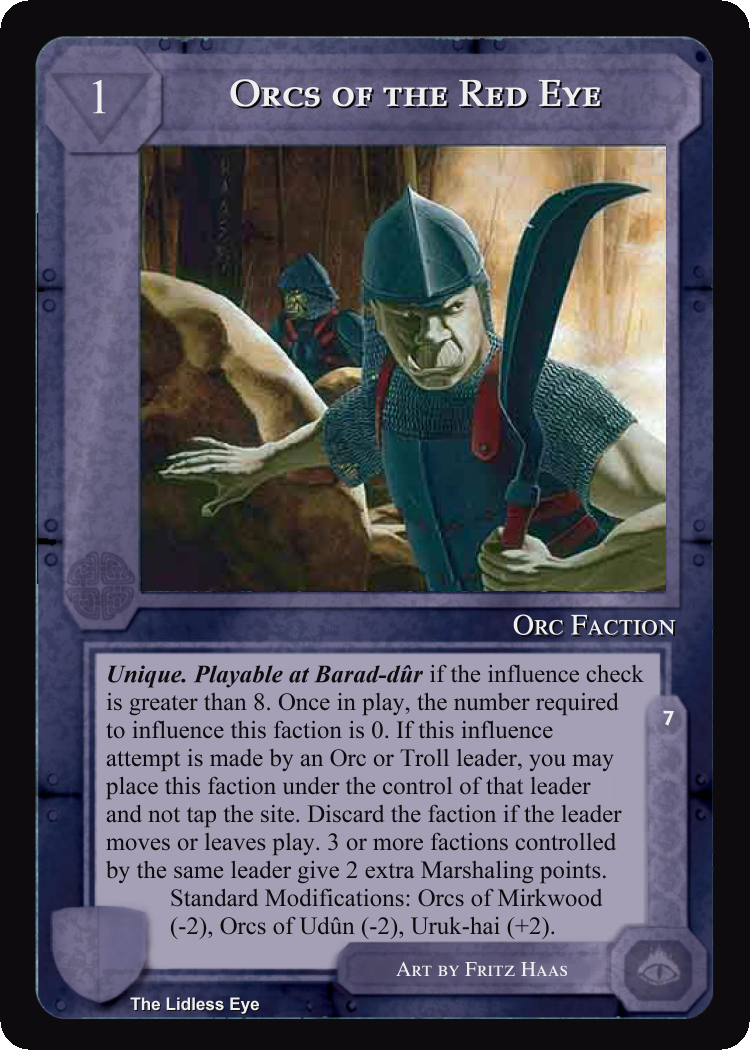 1
Orcs of the Red Eye
Orc Faction
Unique. Playable at Barad-dûr if the influence check
is greater than 8. Once in play, the number required
to influence this faction is 0. If this influence
attempt is made by an Orc or Troll leader, you may
place this faction under the control of that leader
and not tap the site. Discard the faction if the leader
moves or leaves play. 3 or more factions controlled
by the same leader give 2 extra Marshaling points.
Standard Modifications: Orcs of Mirkwood
(-2), Orcs of Udûn (-2), Uruk-hai (+2).
7
Art by Fritz Haas
The Lidless Eye